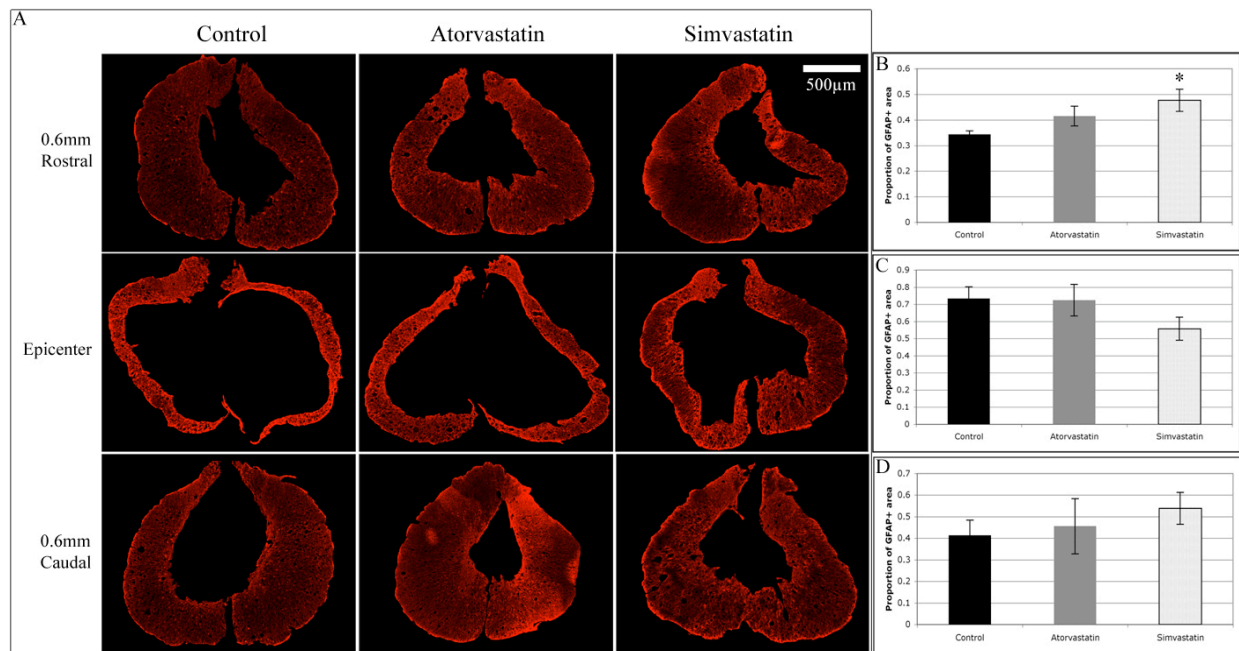 A
Control Atorvastatin Simvastatin
500µm
0.6mm
Rostral
Epicenter
0.6mm
Caudal
B
Proportion of GFAP+ area
0.6
0.5
0.4
0.3
0.2
0.1
0
*
Control Atorvastatin Simvastatin
C
Proportion of GFAP+ area
0.9
0.8
0.7
0.6
0.5
0.4
0.3
0.2
0.1
0
Control Atorvastatin Simvastatin
D
Proportion of GFAP+ area
0.7
0.6
0.5
0.4
0.3
0.2
0.1
0
Control Atorvastatin Simvastatin